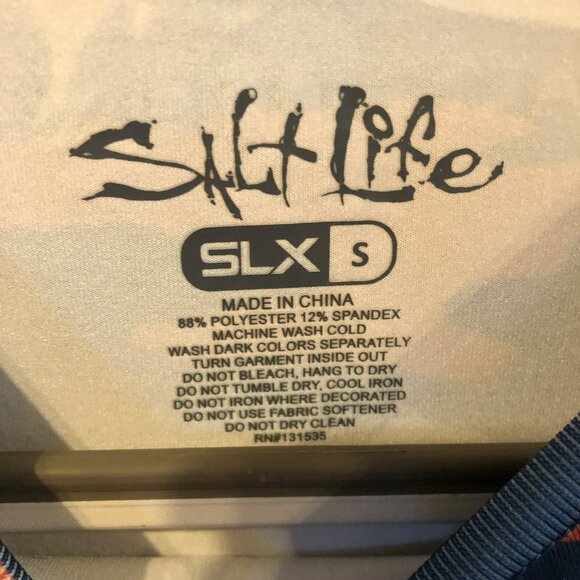 Salt Life
SLX S
MADE IN CHINA
88% POLYESTER 12% SPANDEX
MACHINE WASH COLD
WASH DARK COLORS SEPARATELY
TURN GARMENT INSIDE OUT
DO NOT BLEACH, HANG TO DRY
DO NOT TUMBLE DRY, COOL IRON
DO NOT IRON WHERE DECORATED
DO NOT USE FABRIC SOFTENER
DO NOT DRY CLEAN
RN#131535